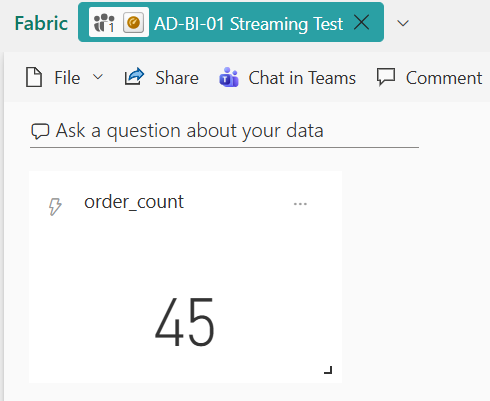 Fabric AD-BI-01 Streaming Test
File Share Chat in Teams Comment
Ask a question about your data
order_count ...
45